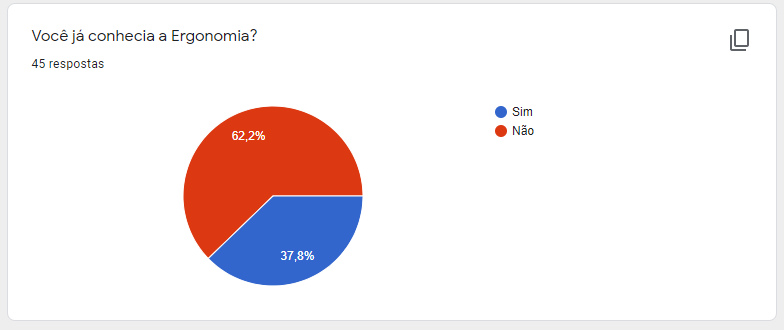 Você já conhecia a Ergonomia?
45 respostas
Sim
Não
62,2%
37,8%